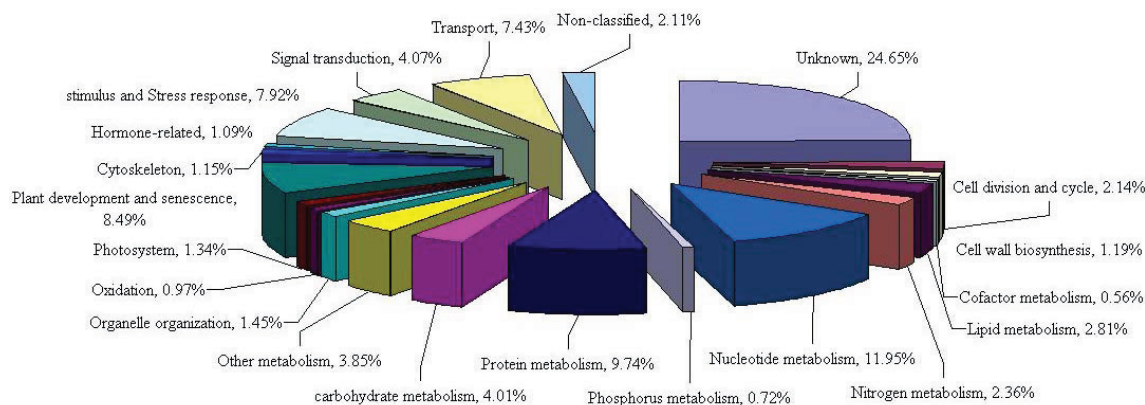 Non-classified, 2.11%
Transport, 7.43%
Unknown, 24.65%
Signal transduction, 4.07%
stimulus and Stress response, 7.92%
Hormone-related, 1.09%
Cytoskeleton, 1.15%
Plant development and senescence,
8.49%
Photosystem, 1.34%
Oxidation, 0.97%
Organelle organization, 1.45%
Other metabolism, 3.85%
carbohydrate metabolism, 4.01%
Protein metabolism, 9.74%
Phosphorus metabolism, 0.72%
Nucleotide metabolism, 11.95%
Nitrogen metabolism, 2.36%
Lipid metabolism, 2.81%
Cofactor metabolism, 0.56%
Cell wall biosynthesis, 1.19%
Cell division and cycle, 2.14%